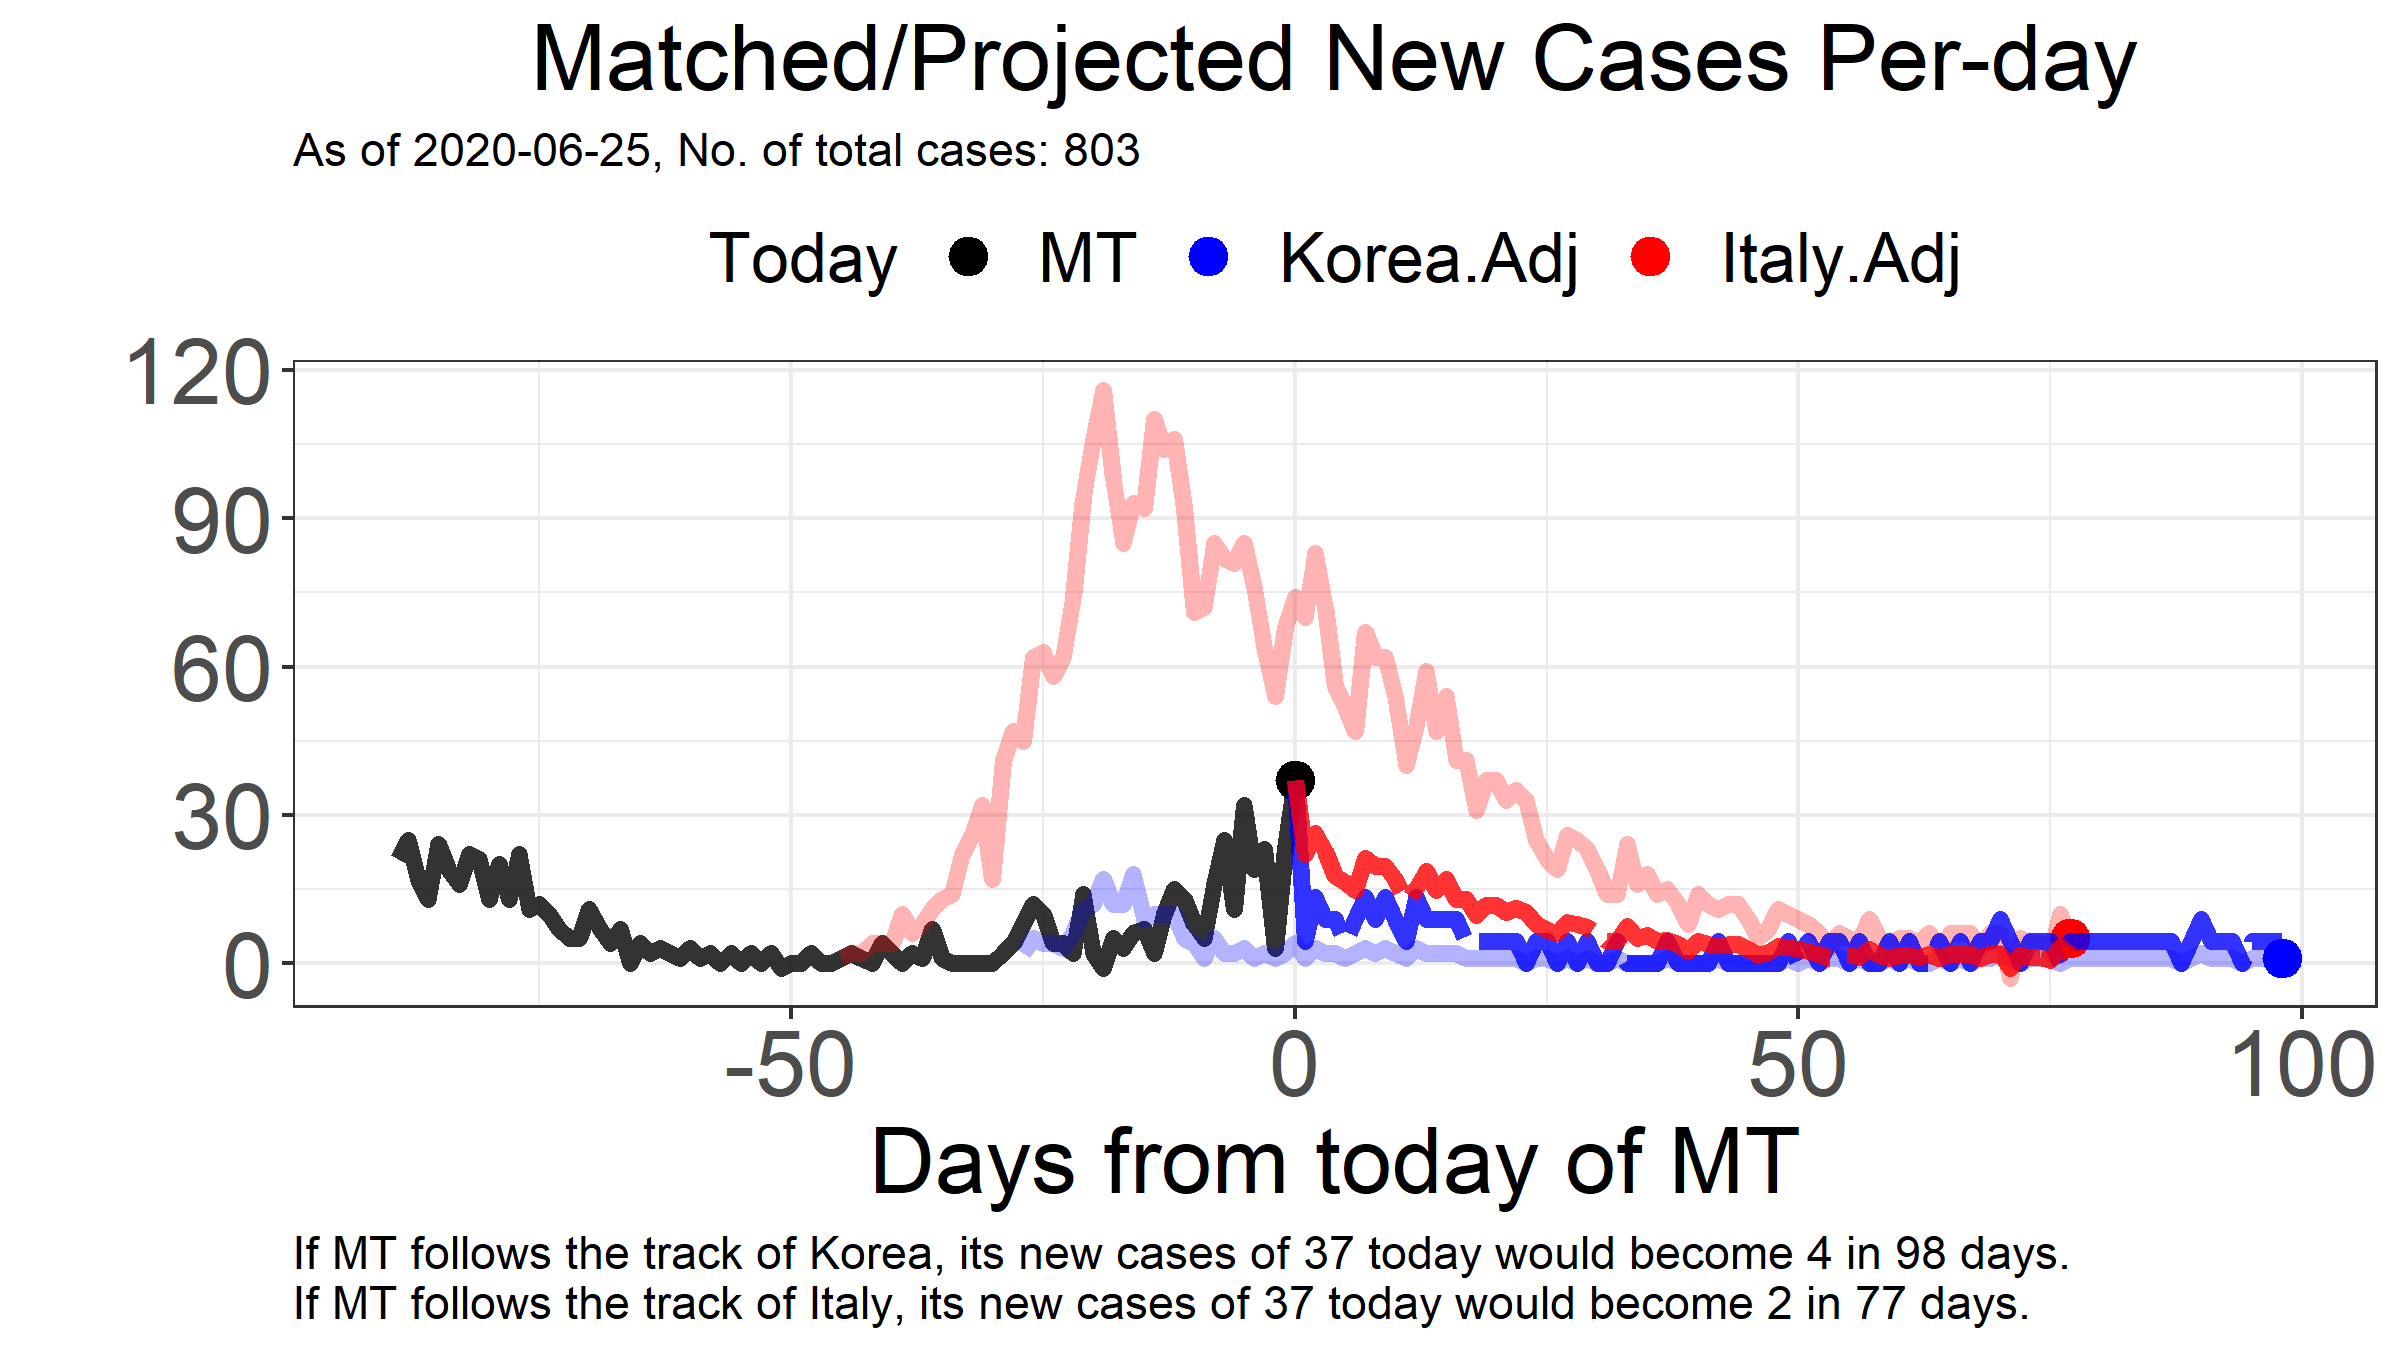 Matched/Projected New Cases Per-day
As of 2020-06-25, No. of total cases: 803
Today MT Korea.Adj Italy.Adj
120
90
60
30
0
-50 0 50 100
Days from today of MT
If MT follows the track of Korea, its new cases of 37 today would become 4 in 98 days.
If MT follows the track of Italy, its new cases of 37 today would become 2 in 77 days.